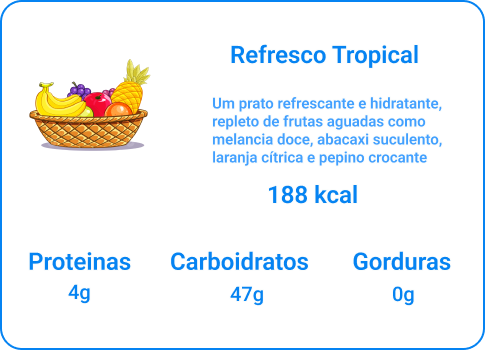 Refresco Tropical
Um prato refrescante e hidratante,
repleto de frutas aguadas como
melancia doce, abacaxi suculento,
laranja cítrica e pepino crocante
188 kcal
Proteinas Carboidratos Gorduras
4g 47g 0g